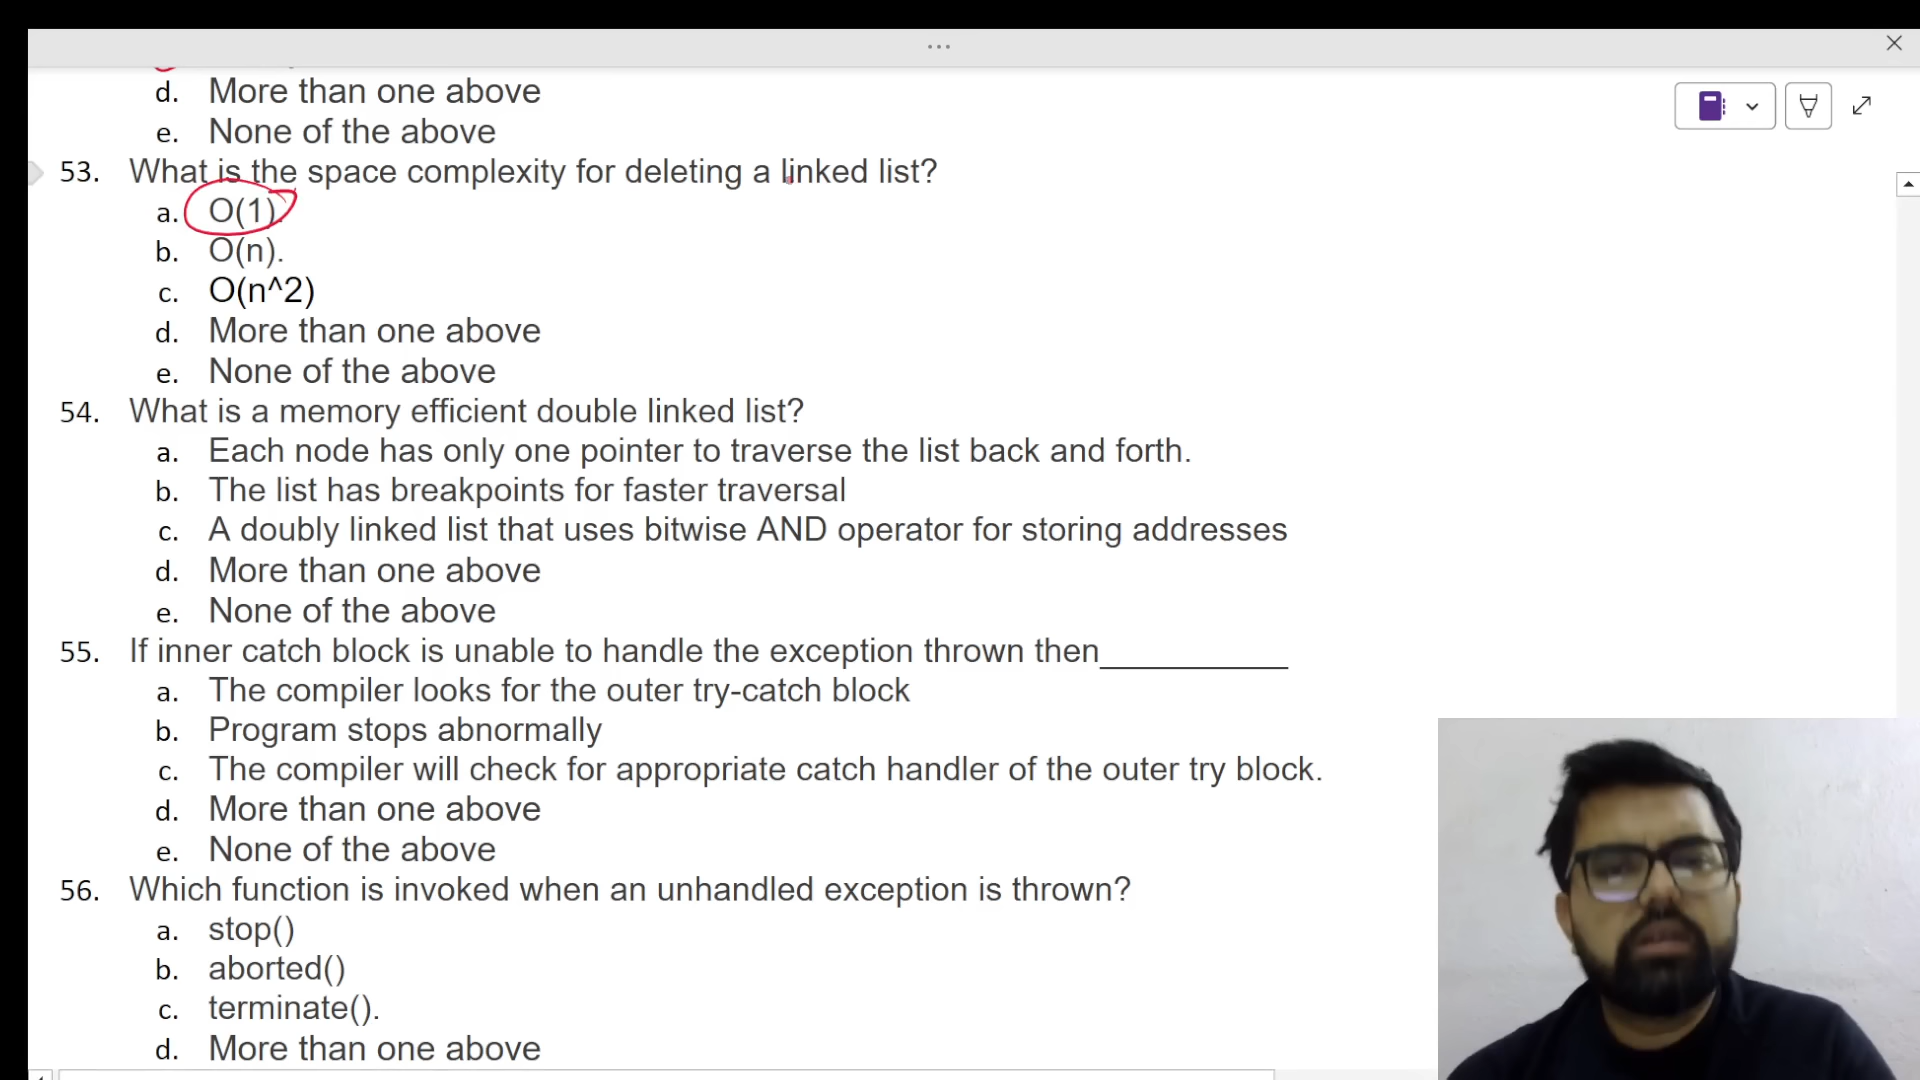 d. More than one above
e. None of the above
53. What is the space complexity for deleting a linked list?
a. O(1).
b. O(n).
c. O(n^2)
d. More than one above
e. None of the above
54. What is a memory efficient double linked list?
a. Each node has only one pointer to traverse the list back and forth.
b. The list has breakpoints for faster traversal
c. A doubly linked list that uses bitwise AND operator for storing addresses
d. More than one above
e. None of the above
55. If inner catch block is unable to handle the exception thrown then__________
a. The compiler looks for the outer try-catch block
b. Program stops abnormally
c. The compiler will check for appropriate catch handler of the outer try block.
d. More than one above
e. None of the above
56. Which function is invoked when an unhandled exception is thrown?
a. stop()
b. aborted()
c. terminate().
d. More than one above